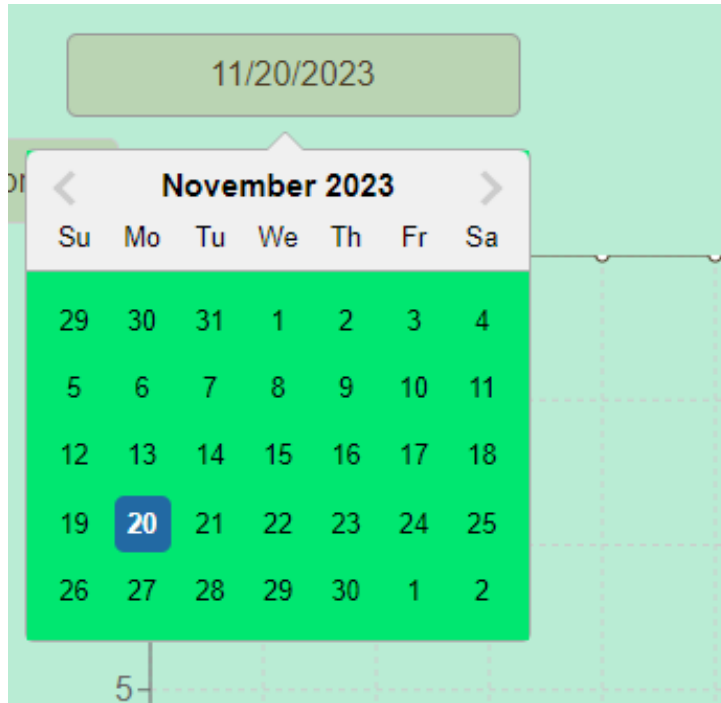 11/20/2023
November 2023
Su Mo Tu We Th Fr Sa
29 30 31 1 2 3 4
5 6 7 8 9 10 11
12 13 14 15 16 17 18
19 20 21 22 23 24 25
26 27 28 29 30 1 2
5